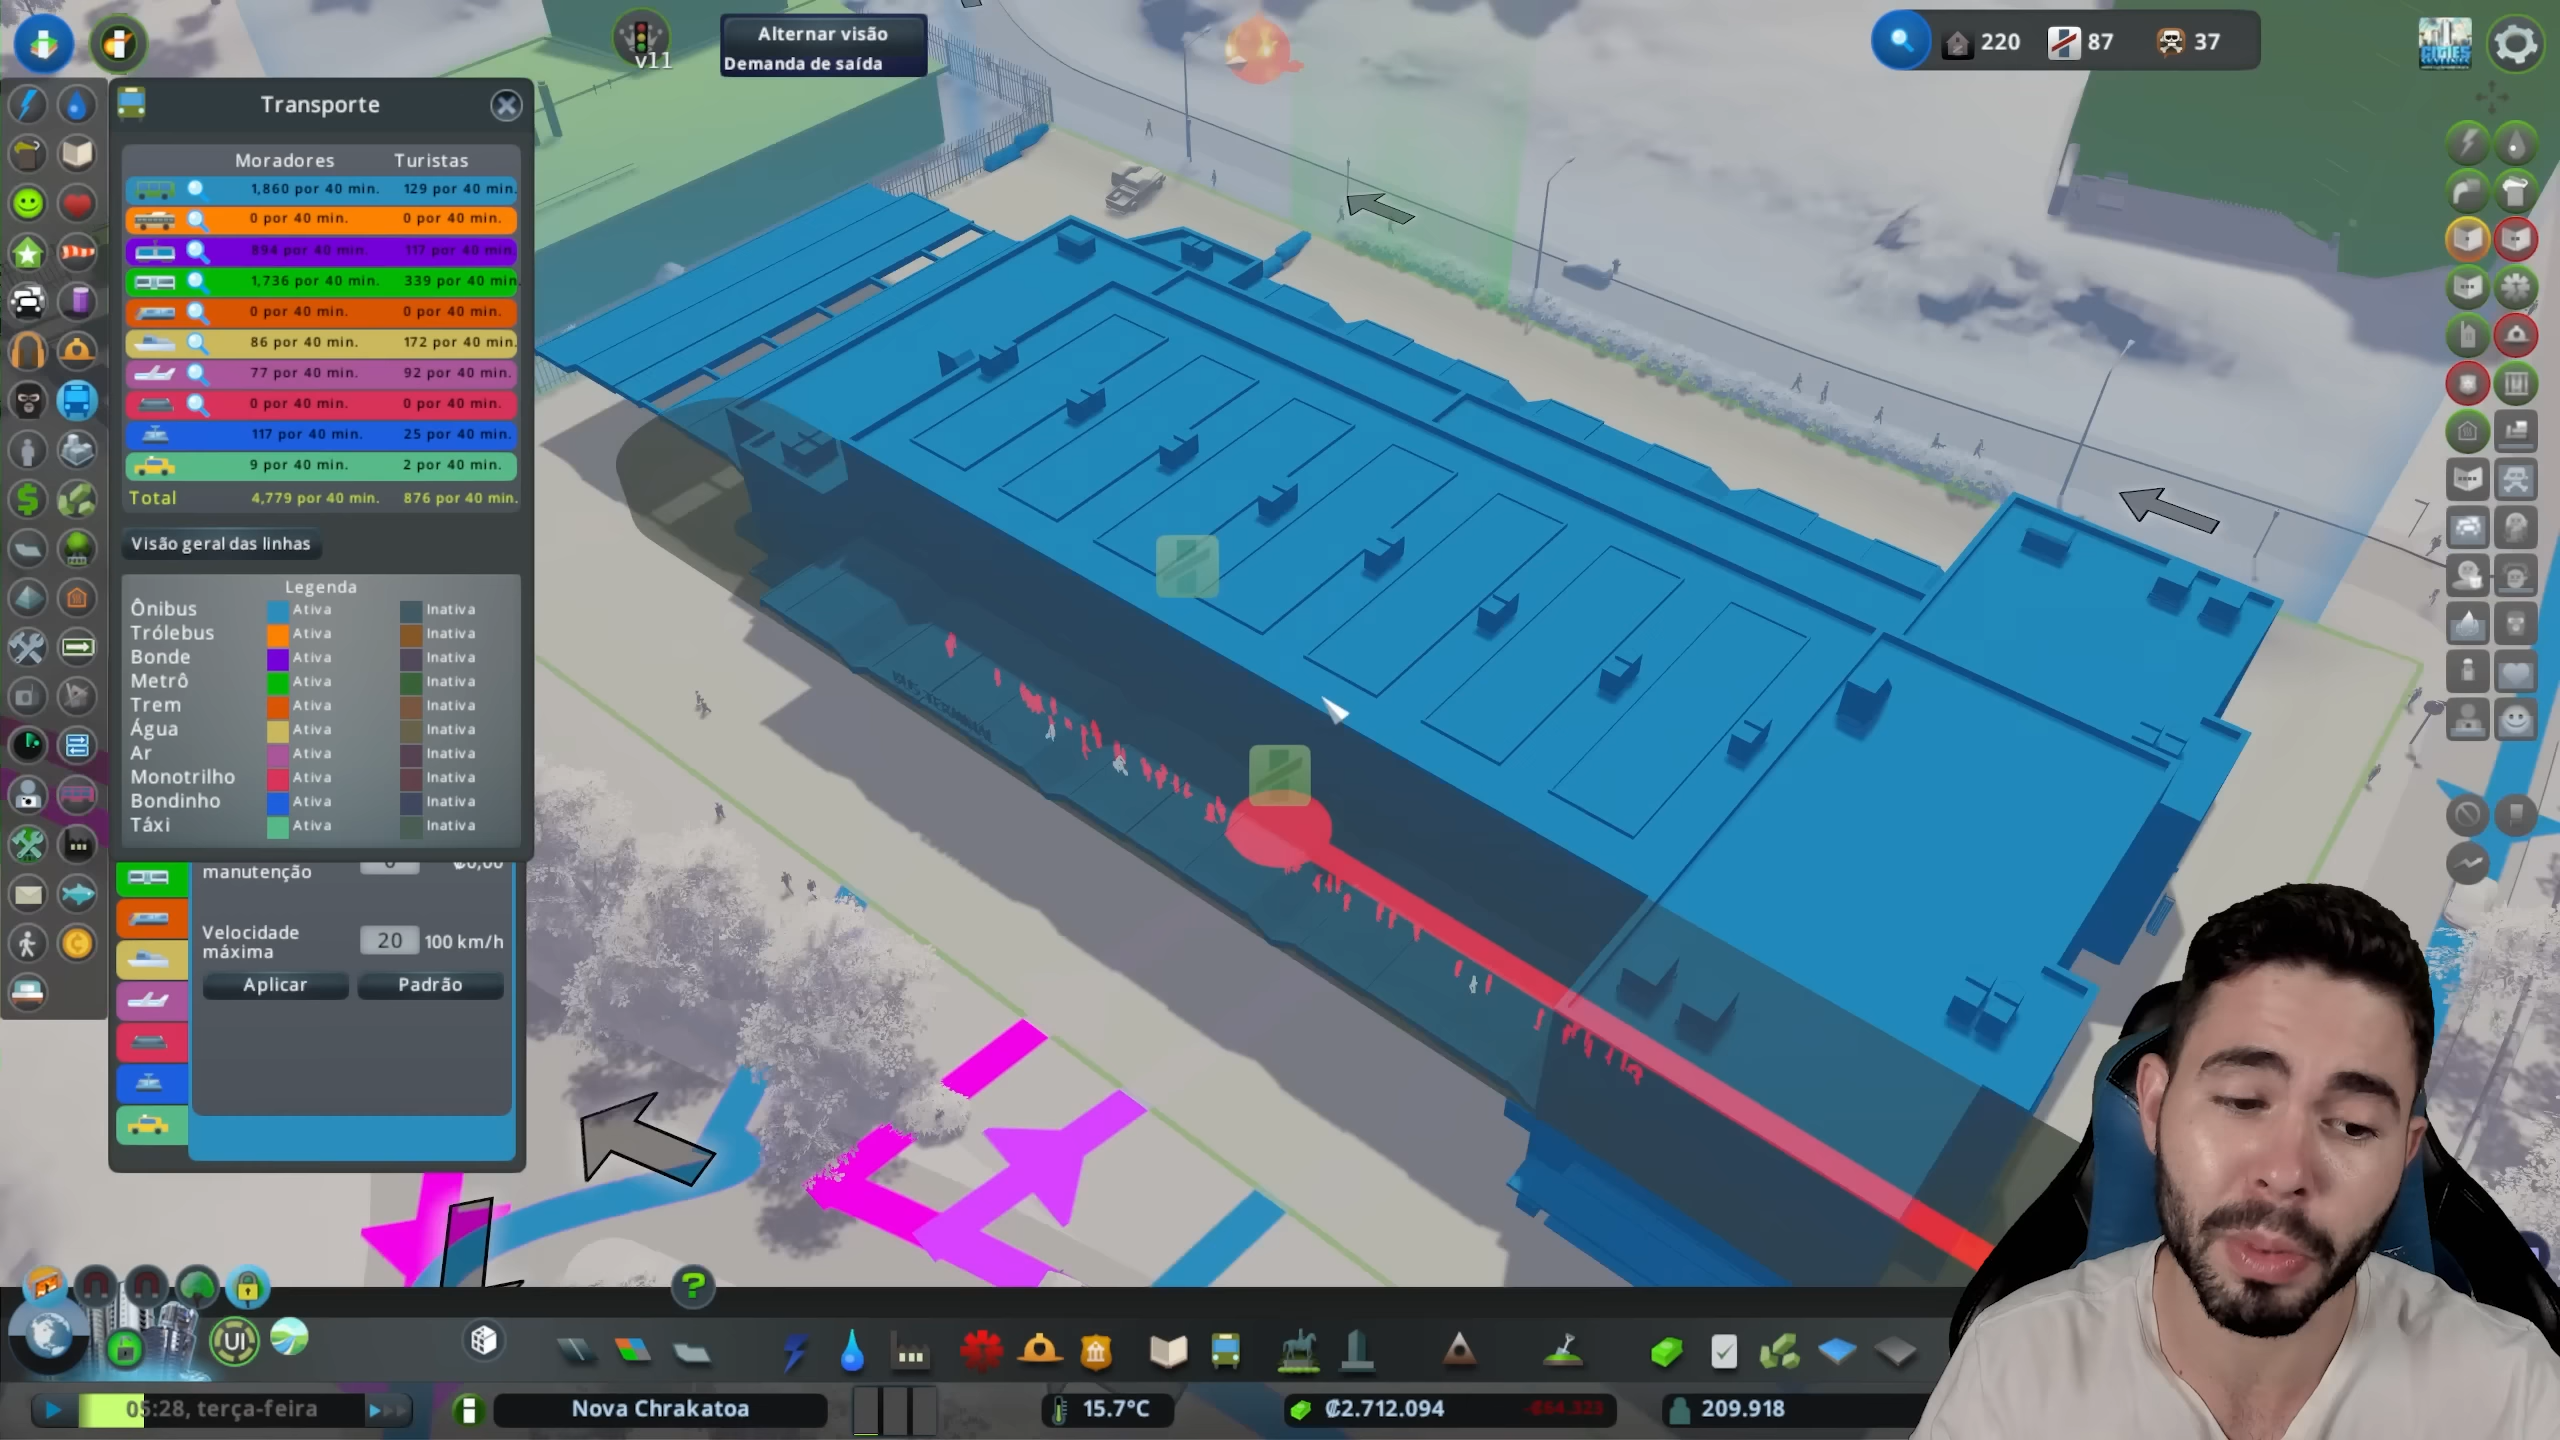 v11
Alternar visão
Demanda de saída
220
87
37
CITIES
Transporte
Moradores Turistas
1,860 por 40 min. 129 por 40 min.
0 por 40 min. 0 por 40 min.
894 por 40 min. 117 por 40 min.
1,736 por 40 min. 339 por 40 min.
0 por 40 min. 0 por 40 min.
86 por 40 min. 172 por 40 min.
77 por 40 min. 92 por 40 min.
0 por 40 min. 0 por 40 min.
117 por 40 min. 25 por 40 min.
9 por 40 min. 2 por 40 min.
Total 4,779 por 40 min. 876 por 40 min.
Visão geral das linhas
Legenda
Ônibus Ativa Inativa
Trólebus Ativa Inativa
Bonde Ativa Inativa
Metrô Ativa Inativa
Trem Ativa Inativa
Água Ativa Inativa
Ar Ativa Inativa
Monotrilho Ativa Inativa
Bondinho Ativa Inativa
Táxi Ativa Inativa
manutenção 0 ₡0,00
Velocidade
máxima 20 100 km/h
Aplicar Padrão
UI
?
05:28, terça-feira
Nova Chrakatoa
15.7°C
₡2.712.094
-₡64.323
209.918